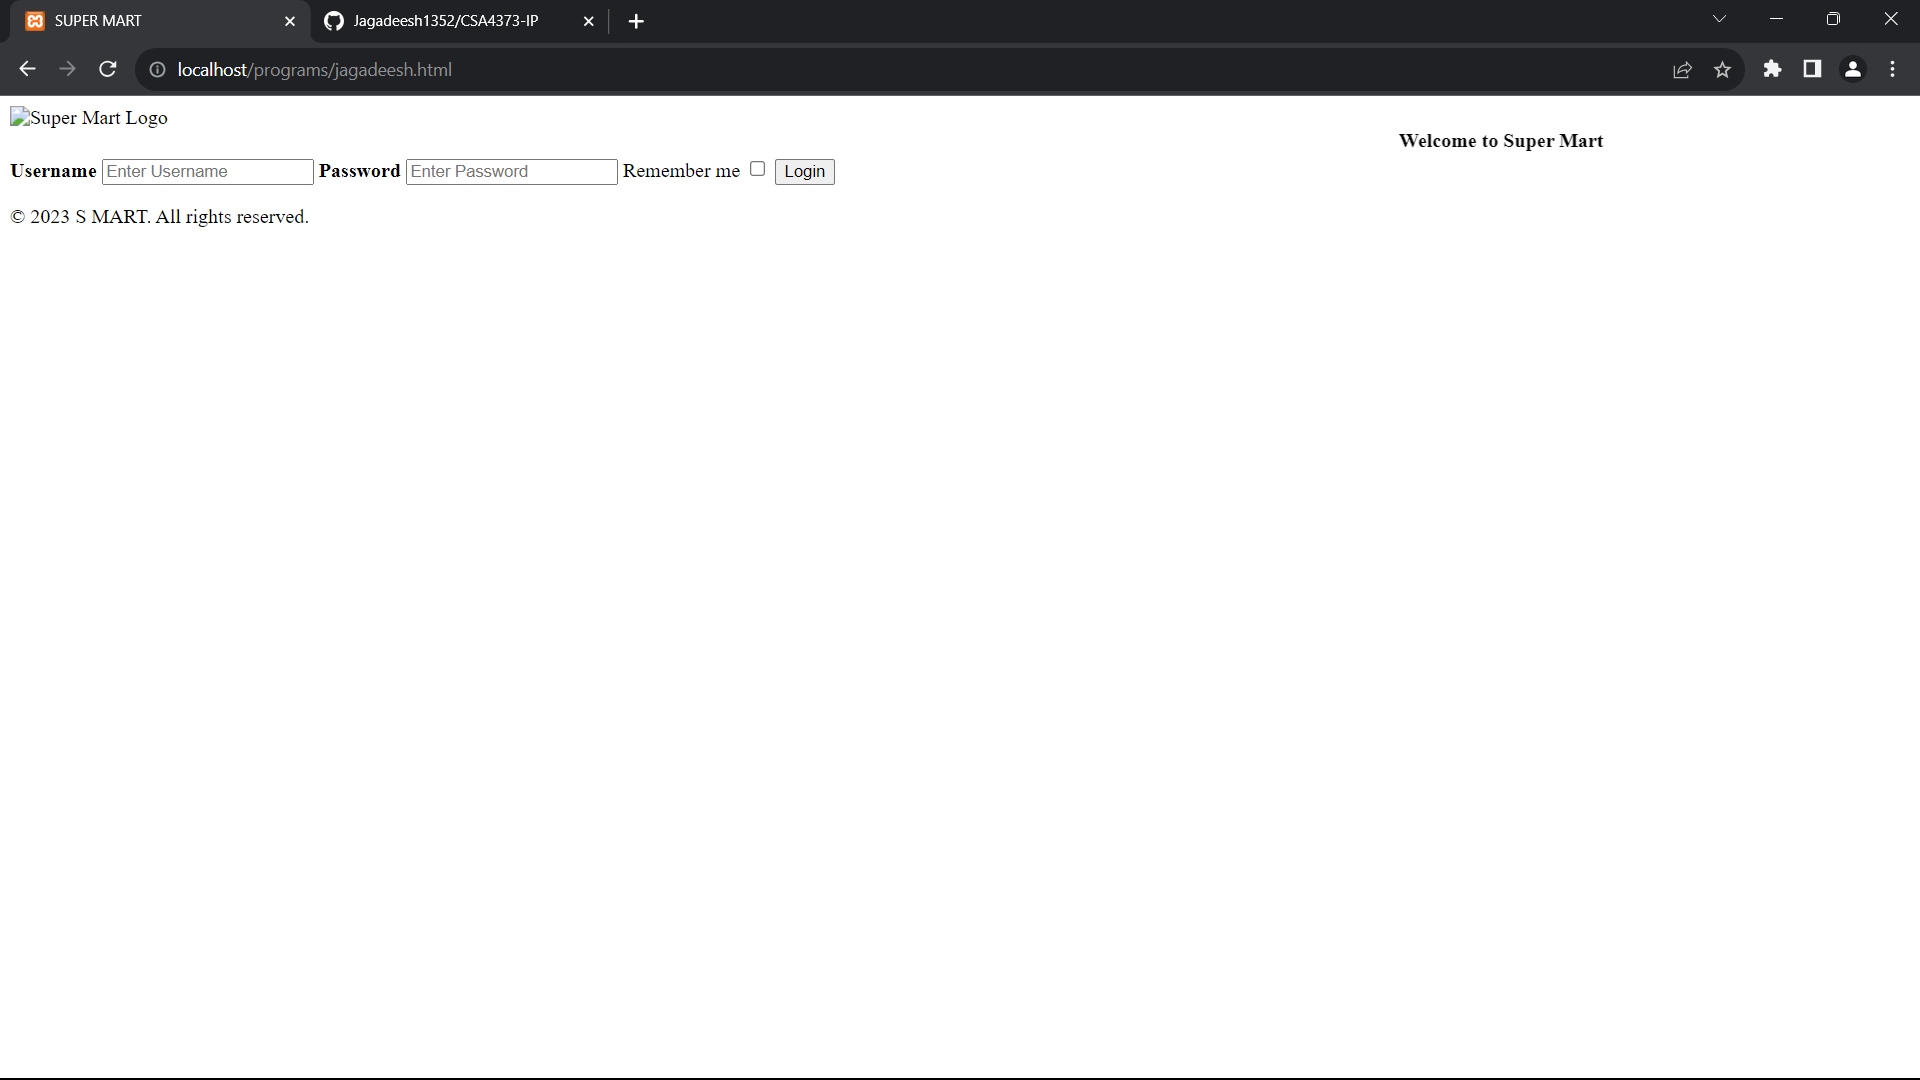 SUPER MART
Jagadeesh1352/CSA4373-IP
localhost/programs/jagadeesh.html
Super Mart Logo
Welcome to Super Mart
Username Enter Username Password Enter Password Remember me Login
© 2023 S MART. All rights reserved.